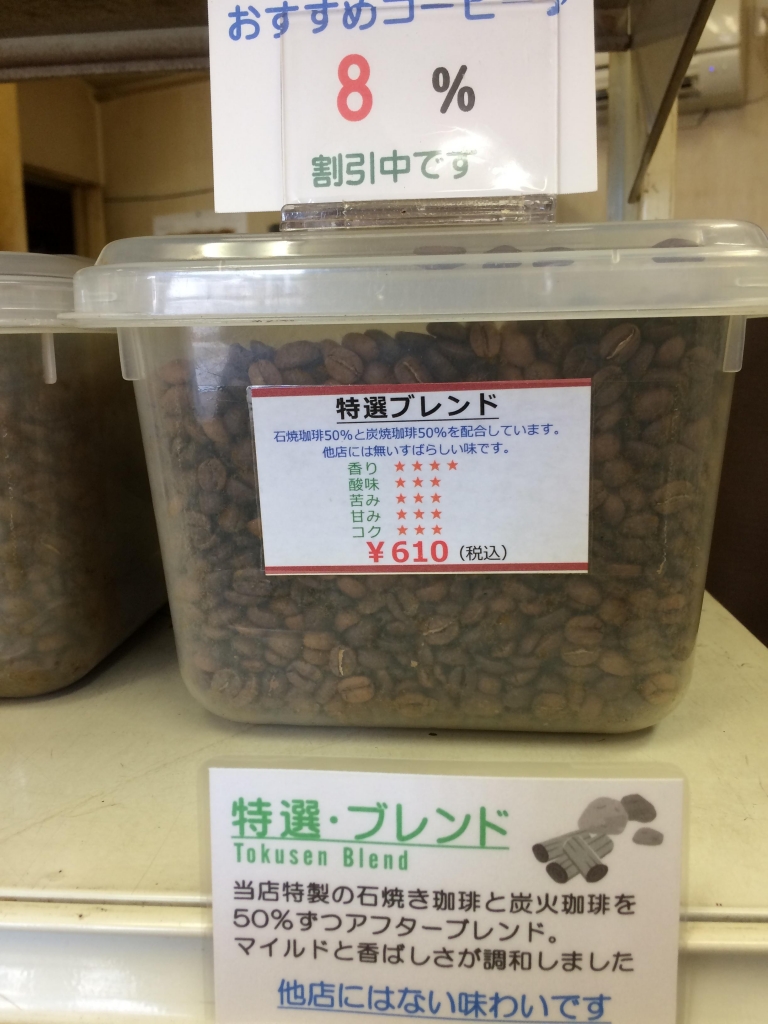 おすすめコーヒー♪
8 %
割引中です
特選ブレンド
石焼珈琲50%と炭焼珈琲50%を配合しています。
他店には無いすばらしい味です。
香り ★★★★
酸味 ★★★
苦み ★★★
甘み ★★★
コク ★★★
¥610 (税込)
特選・ブレンド
Tokusen Blend
当店特製の石焼き珈琲と炭火珈琲を
50%ずつアフターブレンド。
マイルドと香ばしさが調和しました
他店にはない味わいです